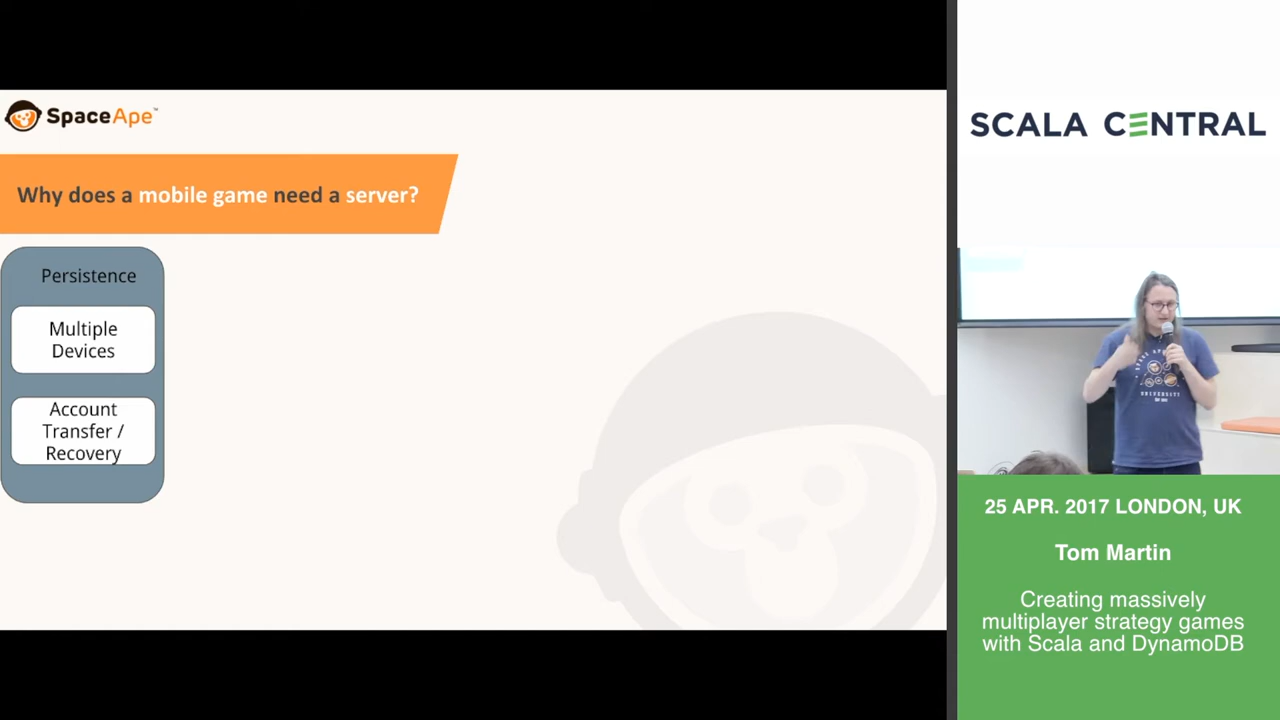 SpaceApe™
Why does a mobile game need a server?
Persistence
Multiple
Devices
Account
Transfer /
Recovery
SCALA CENTRAL
UNIVERSITY
25 APR. 2017 LONDON, UK
Tom Martin
Creating massively
multiplayer strategy games
with Scala and DynamoDB